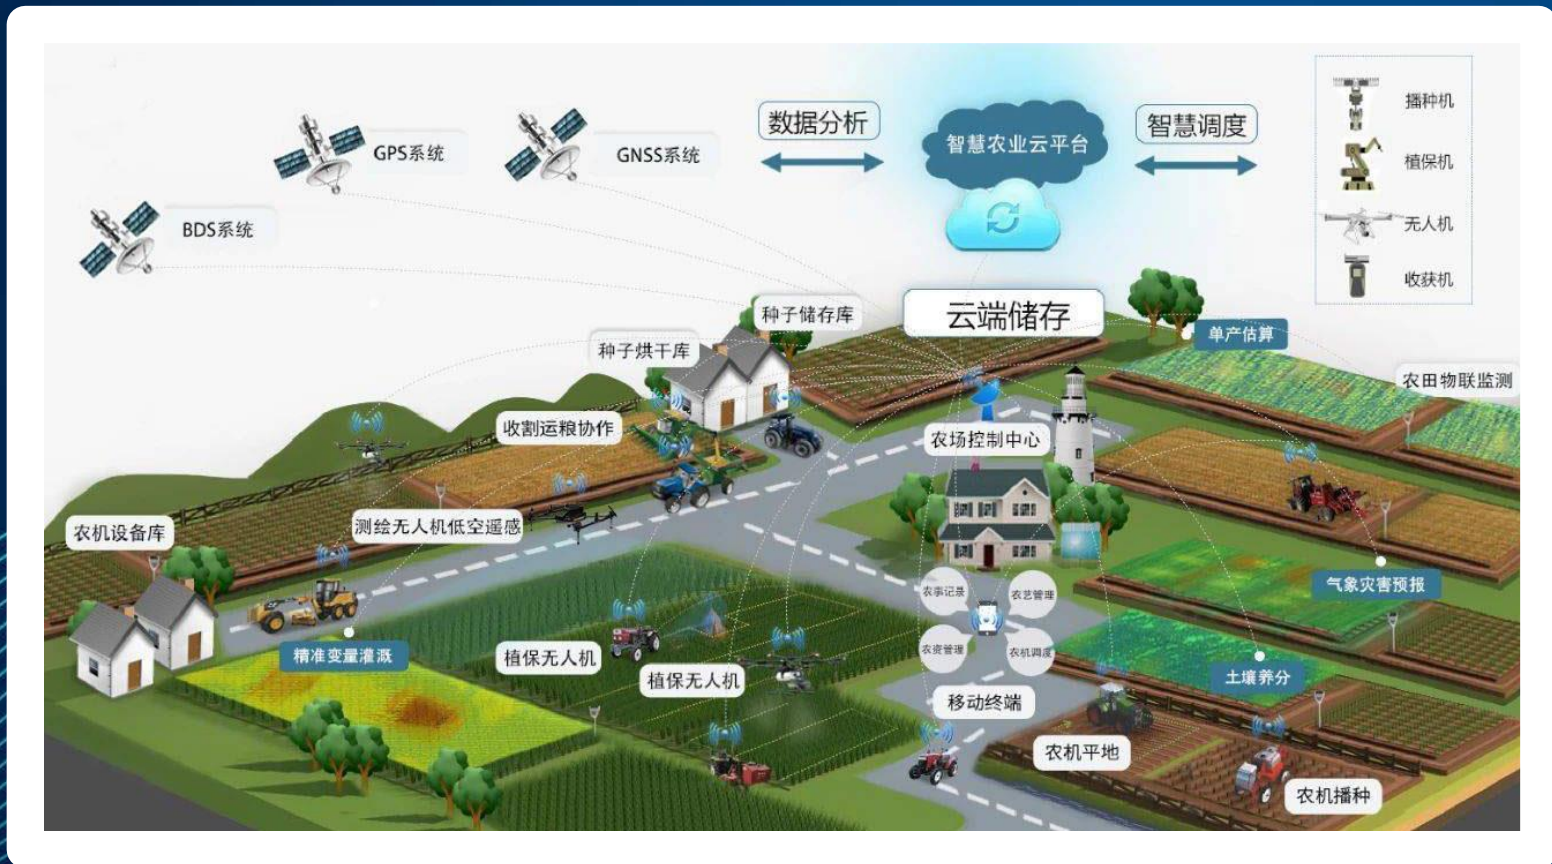 数据分析
智慧农业云平台
智慧调度
播种机
植保机
无人机
收获机
GPS系统
GNSS系统
BDS系统
云端储存
种子储存库
种子烘干库
单产估算
农田物联监测
收割运粮协作
农场控制中心
测绘无人机低空遥感
农机设备库
气象灾害预报
农事记录
农艺管理
农资管理
农机调度
精准变量灌溉
植保无人机
植保无人机
土壤养分
移动终端
农机平地
农机播种